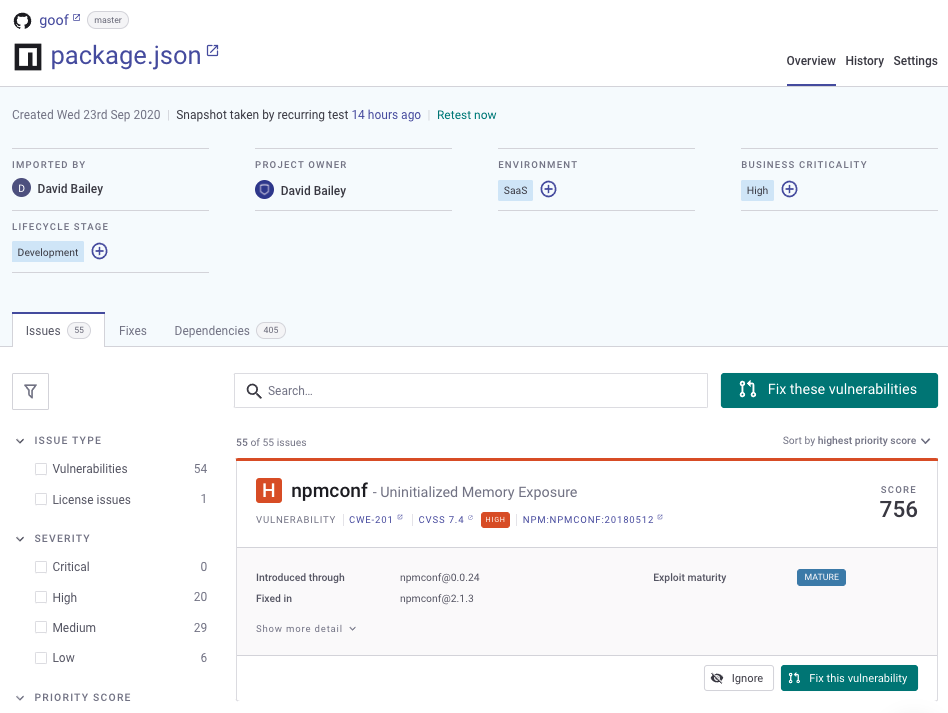 goof master
package.json
Overview History Settings
Created Wed 23rd Sep 2020 Snapshot taken by recurring test 14 hours ago Retest now
IMPORTED BY PROJECT OWNER ENVIRONMENT BUSINESS CRITICALITY
D David Bailey David Bailey SaaS High
LIFECYCLE STAGE
Development
Issues 55 Fixes Dependencies 405
Search... Fix these vulnerabilities
55 of 55 issues Sort by highest priority score
ISSUE TYPE
Vulnerabilities 54
License issues 1
SEVERITY
Critical 0
High 20
Medium 29
Low 6
PRIORITY SCORE
H npmconf - Uninitialized Memory Exposure
SCORE
756
VULNERABILITY CWE-201 CVSS 7.4 HIGH NPM:NPMCONF:20180512
Introduced through npmconf@0.0.24 Exploit maturity MATURE
Fixed in npmconf@2.1.3
Show more detail
Ignore Fix this vulnerability